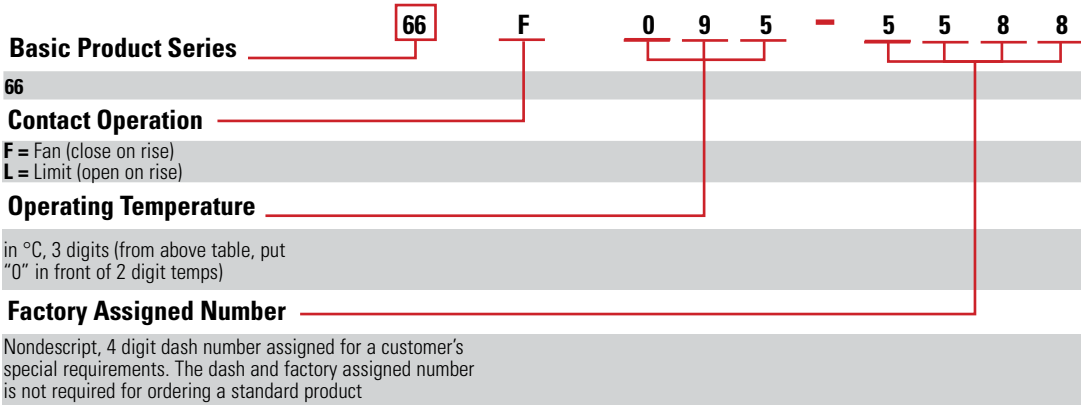 66 F 0 9 5 – 5 5 8 8
Basic Product Series
66
Contact Operation
F = Fan (close on rise)
L = Limit (open on rise)
Operating Temperature
in °C, 3 digits (from above table, put
“0” in front of 2 digit temps)
Factory Assigned Number
Nondescript, 4 digit dash number assigned for a customer’s
special requirements. The dash and factory assigned number
is not required for ordering a standard product